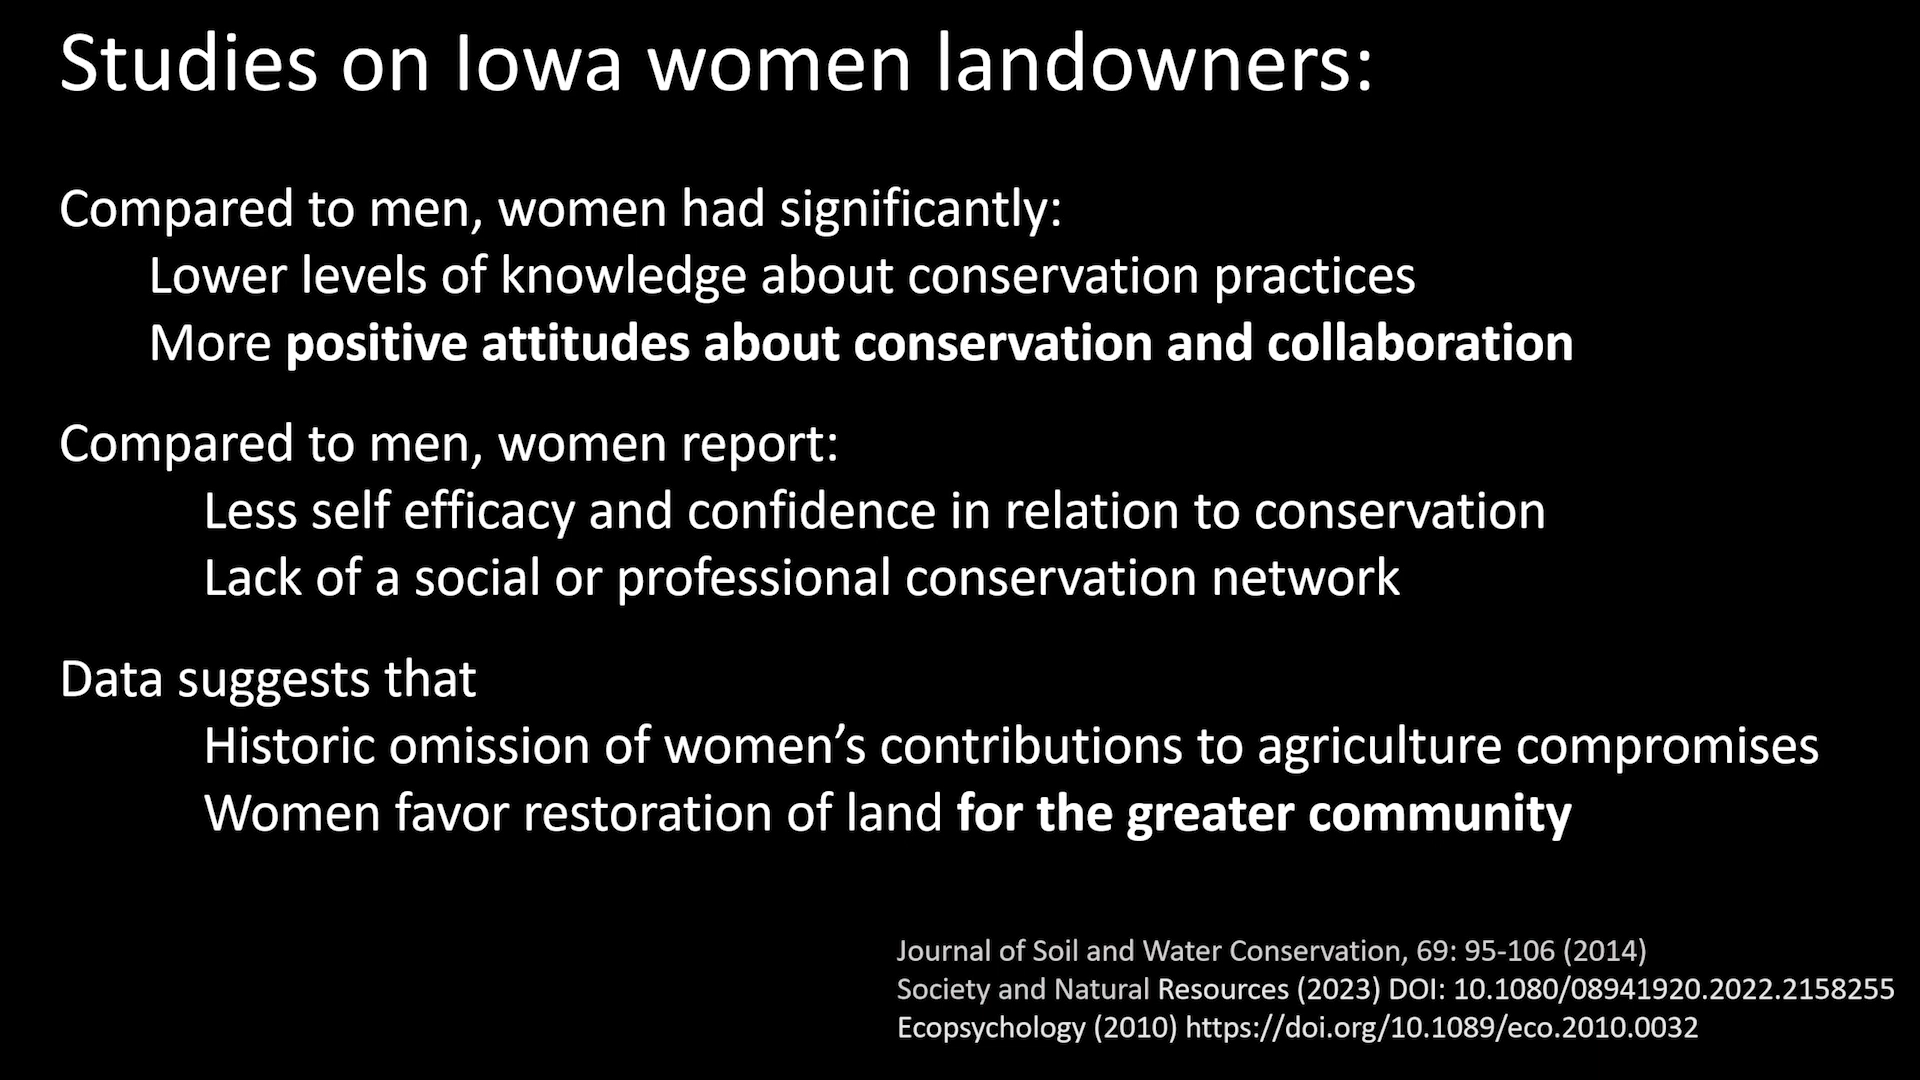 Studies on Iowa women landowners:
Compared to men, women had significantly:
Lower levels of knowledge about conservation practices
More positive attitudes about conservation and collaboration
Compared to men, women report:
Less self efficacy and confidence in relation to conservation
Lack of a social or professional conservation network
Data suggests that
Historic omission of women’s contributions to agriculture compromises
Women favor restoration of land for the greater community
Journal of Soil and Water Conservation, 69: 95-106 (2014)
Society and Natural Resources (2023) DOI: 10.1080/08941920.2022.2158255
Ecopsychology (2010) https://doi.org/10.1089/eco.2010.0032